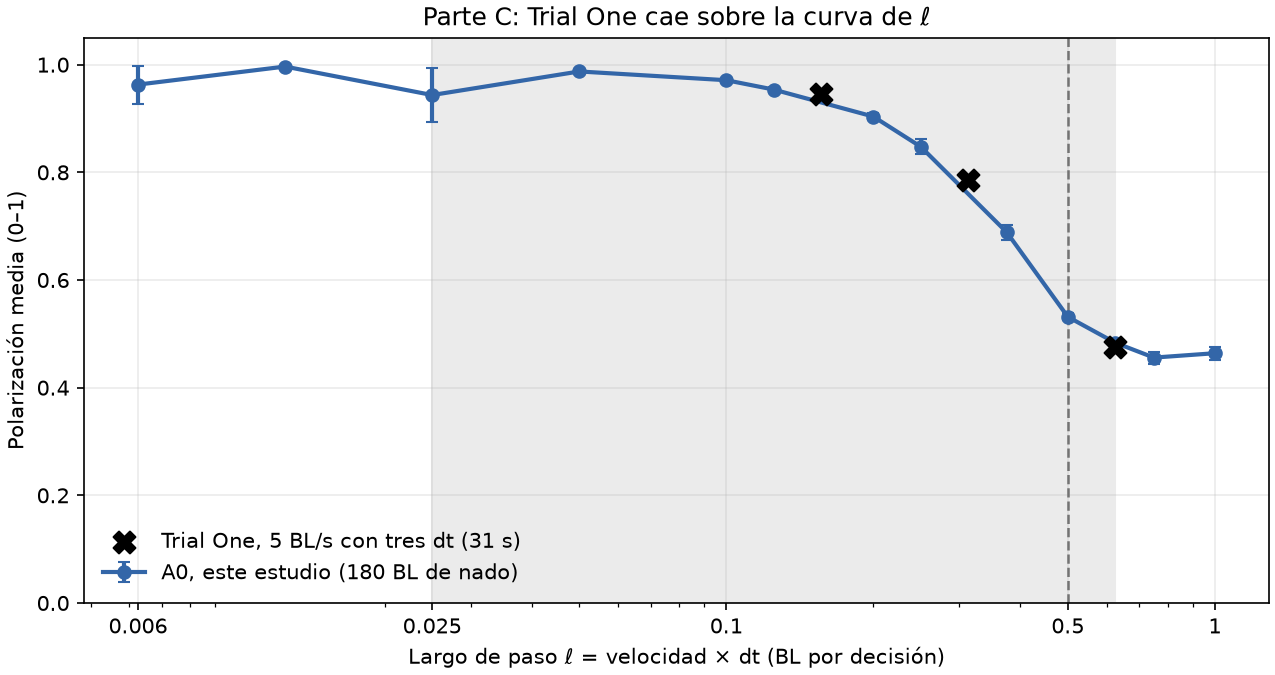 Parte C: Trial One cae sobre la curva de ℓ
Polarización media (0–1)
1.0
0.8
0.6
0.4
0.2
0.0
Trial One, 5 BL/s con tres dt (31 s)
A0, este estudio (180 BL de nado)
0.006 0.025 0.1 0.5 1
Largo de paso ℓ = velocidad × dt (BL por decisión)